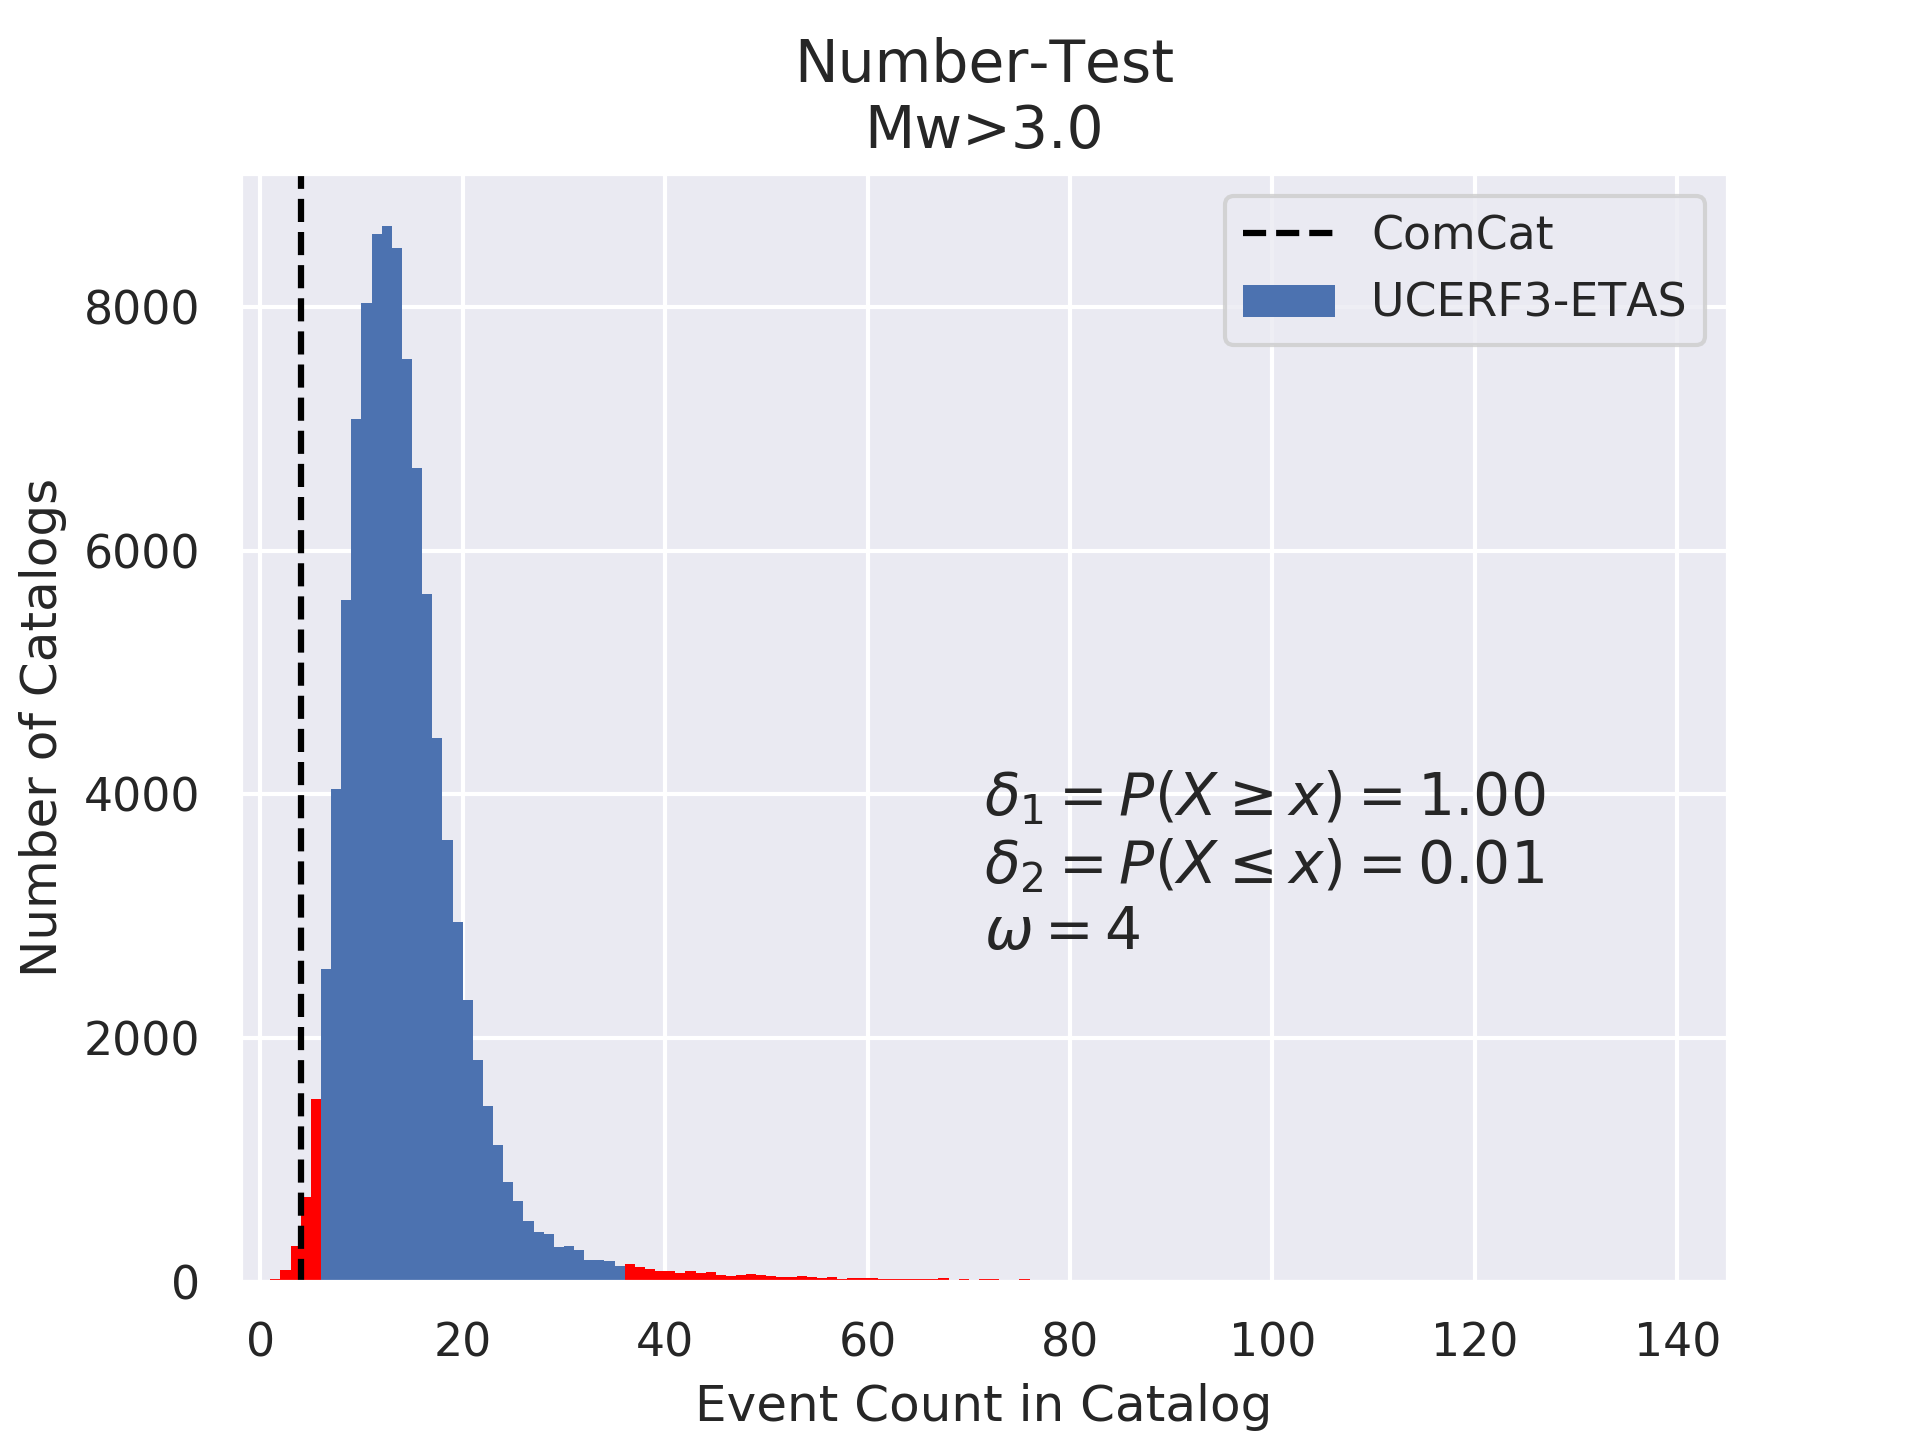 Number-Test
Mw>3.0
ComCat
UCERF3-ETAS
8000
6000
4000
2000
0
Number of Catalogs
δ₁ = P(X ≥ x) = 1.00
δ₂ = P(X ≤ x) = 0.01
ω = 4
0 20 40 60 80 100 120 140
Event Count in Catalog